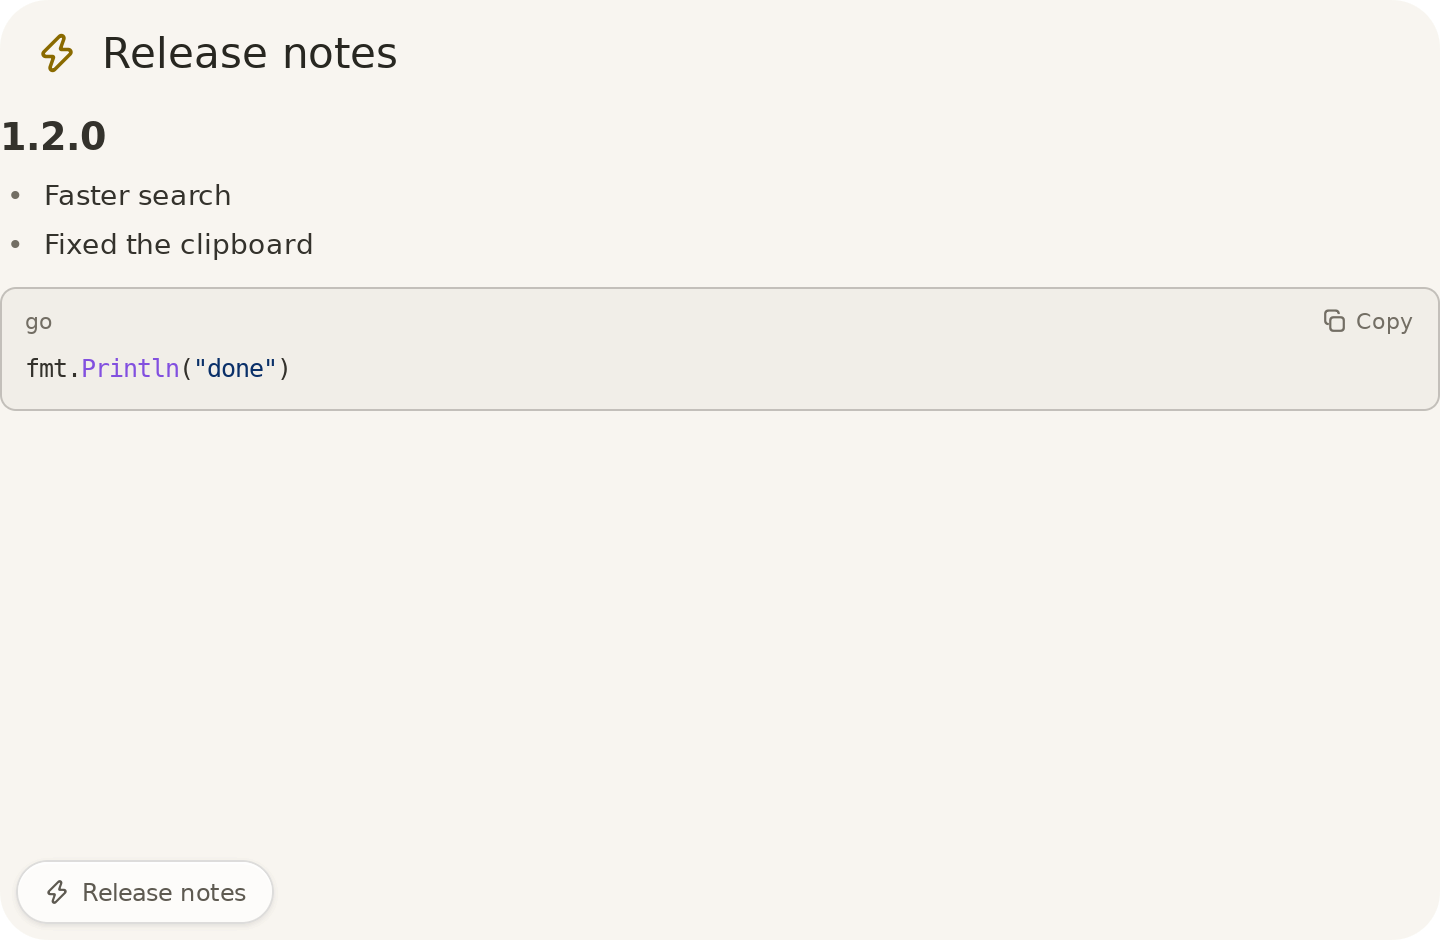 Release notes
1.2.0
• Faster search
• Fixed the clipboard
go
Copy
fmt.Println("done")
Release notes